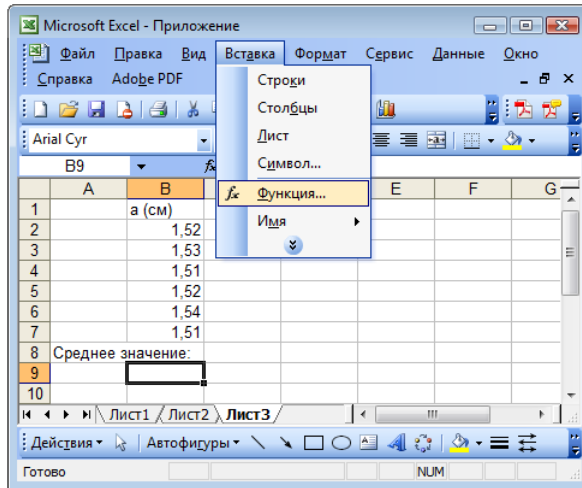 Microsoft Excel - Приложение
Файл Правка Вид Вставка Формат Сервис Данные Окно
Справка Adobe PDF
Строки
Столбцы
Лист
Символ...
fx Функция...
Имя
Arial Cyr
B9 fx
A B E F G
1 a (см)
2 1,52
3 1,53
4 1,51
5 1,52
6 1,54
7 1,51
8 Среднее значение:
9
10
Лист1 Лист2 Лист3
Действия Автофигуры
Готово NUM